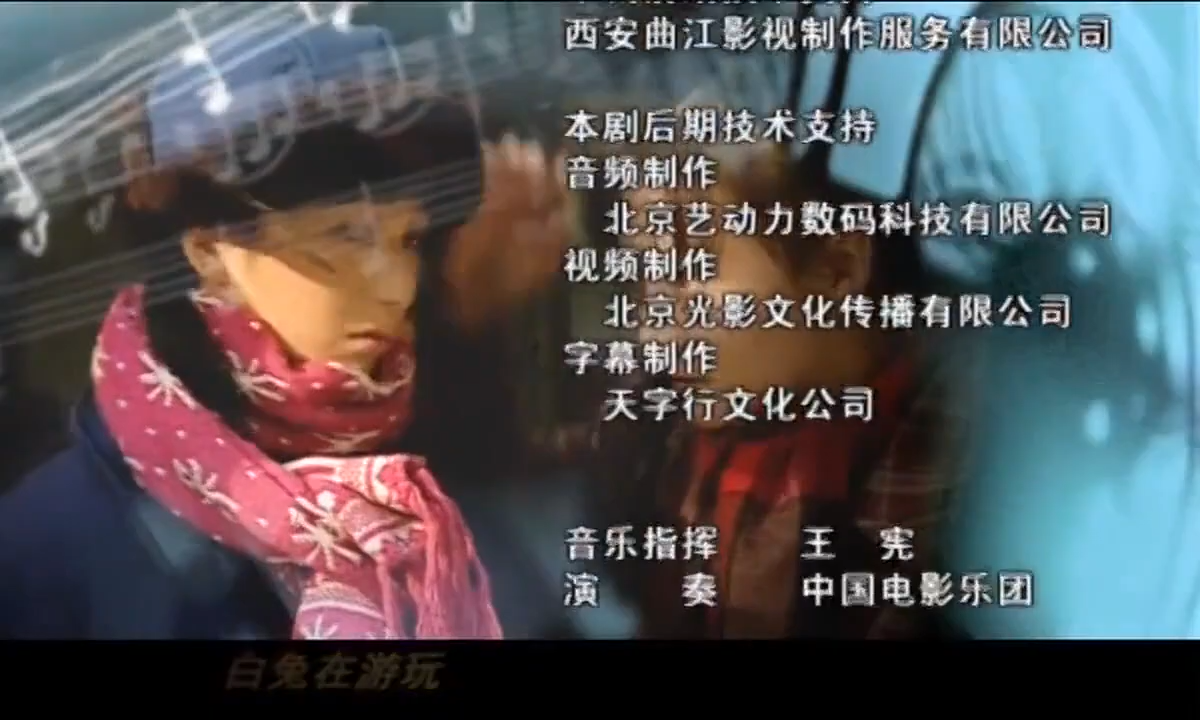 西安曲江影视制作服务有限公司
本剧后期技术支持
音频制作
北京艺动力数码科技有限公司
视频制作
北京光影文化传播有限公司
字幕制作
天字行文化公司
音乐指挥 王 宪
演 奏 中国电影乐团
白兔在游玩